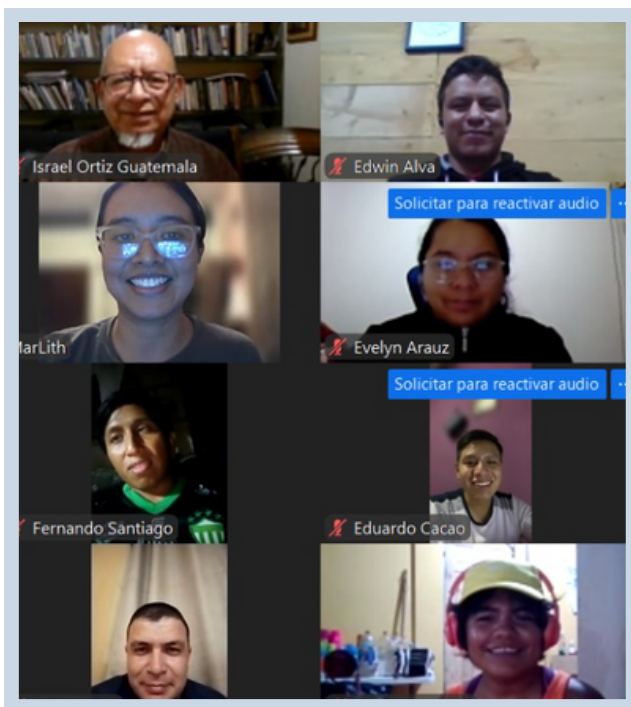 Israel Ortiz Guatemala
Edwin Alva
Solicitar para reactivar audio
MarLith
Evelyn Arauz
Solicitar para reactivar audio
Fernando Santiago
Eduardo Cacao